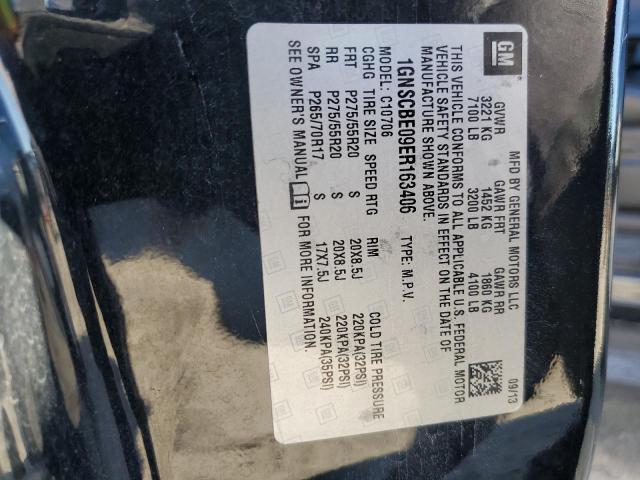 GM
MFD BY GENERAL MOTORS LLC
09/13
GVWR GAWR FRT GAWR RR
3221 KG 1452 KG 1860 KG
7100 LB 3200 LB 4100 LB
THIS VEHICLE CONFORMS TO ALL APPLICABLE U.S. FEDERAL MOTOR
VEHICLE SAFETY STANDARDS IN EFFECT ON THE DATE OF
MANUFACTURE SHOWN ABOVE.
1GNSCBE09ER163406 TYPE: M.P.V.
MODEL: C10706
CGHG TIRE SIZE SPEED RTG RIM COLD TIRE PRESSURE
FRT P275/55R20 S 20X8.5J 220KPA(32PSI)
RR P275/55R20 S 20X8.5J 220KPA(32PSI)
SPA P265/70R17 S 17X7.5J 240KPA(35PSI)
SEE OWNER'S MANUAL i FOR MORE INFORMATION.